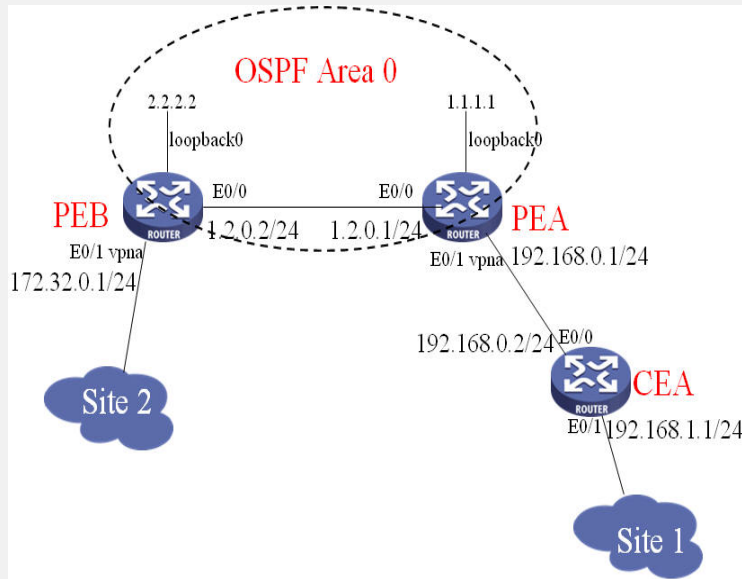 OSPF Area 0
2.2.2.2
1.1.1.1
loopback0
loopback0
E0/0
E0/0
PEB
ROUTER
ROUTER
PEA
1.2.0.2/24
1.2.0.1/24
E0/1 vpna
E0/1 vpna
192.168.0.1/24
172.32.0.1/24
192.168.0.2/24
E0/0
CEA
ROUTER
Site 2
E0/1
192.168.1.1/24
Site 1